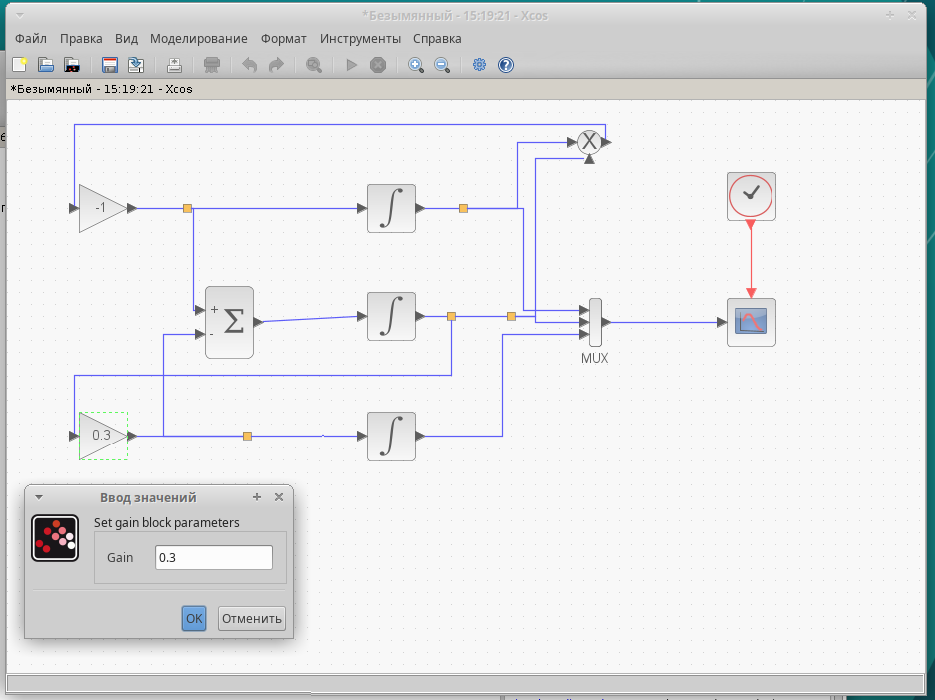 *Безымянный - 15:19:21 - Xcos
Файл Правка Вид Моделирование Формат Инструменты Справка
*Безымянный - 15:19:21 - Xcos
X
-1
∫
+
Σ
-
∫
MUX
0.3
∫
Ввод значений
Set gain block parameters
Gain 0.3
OK Отменить